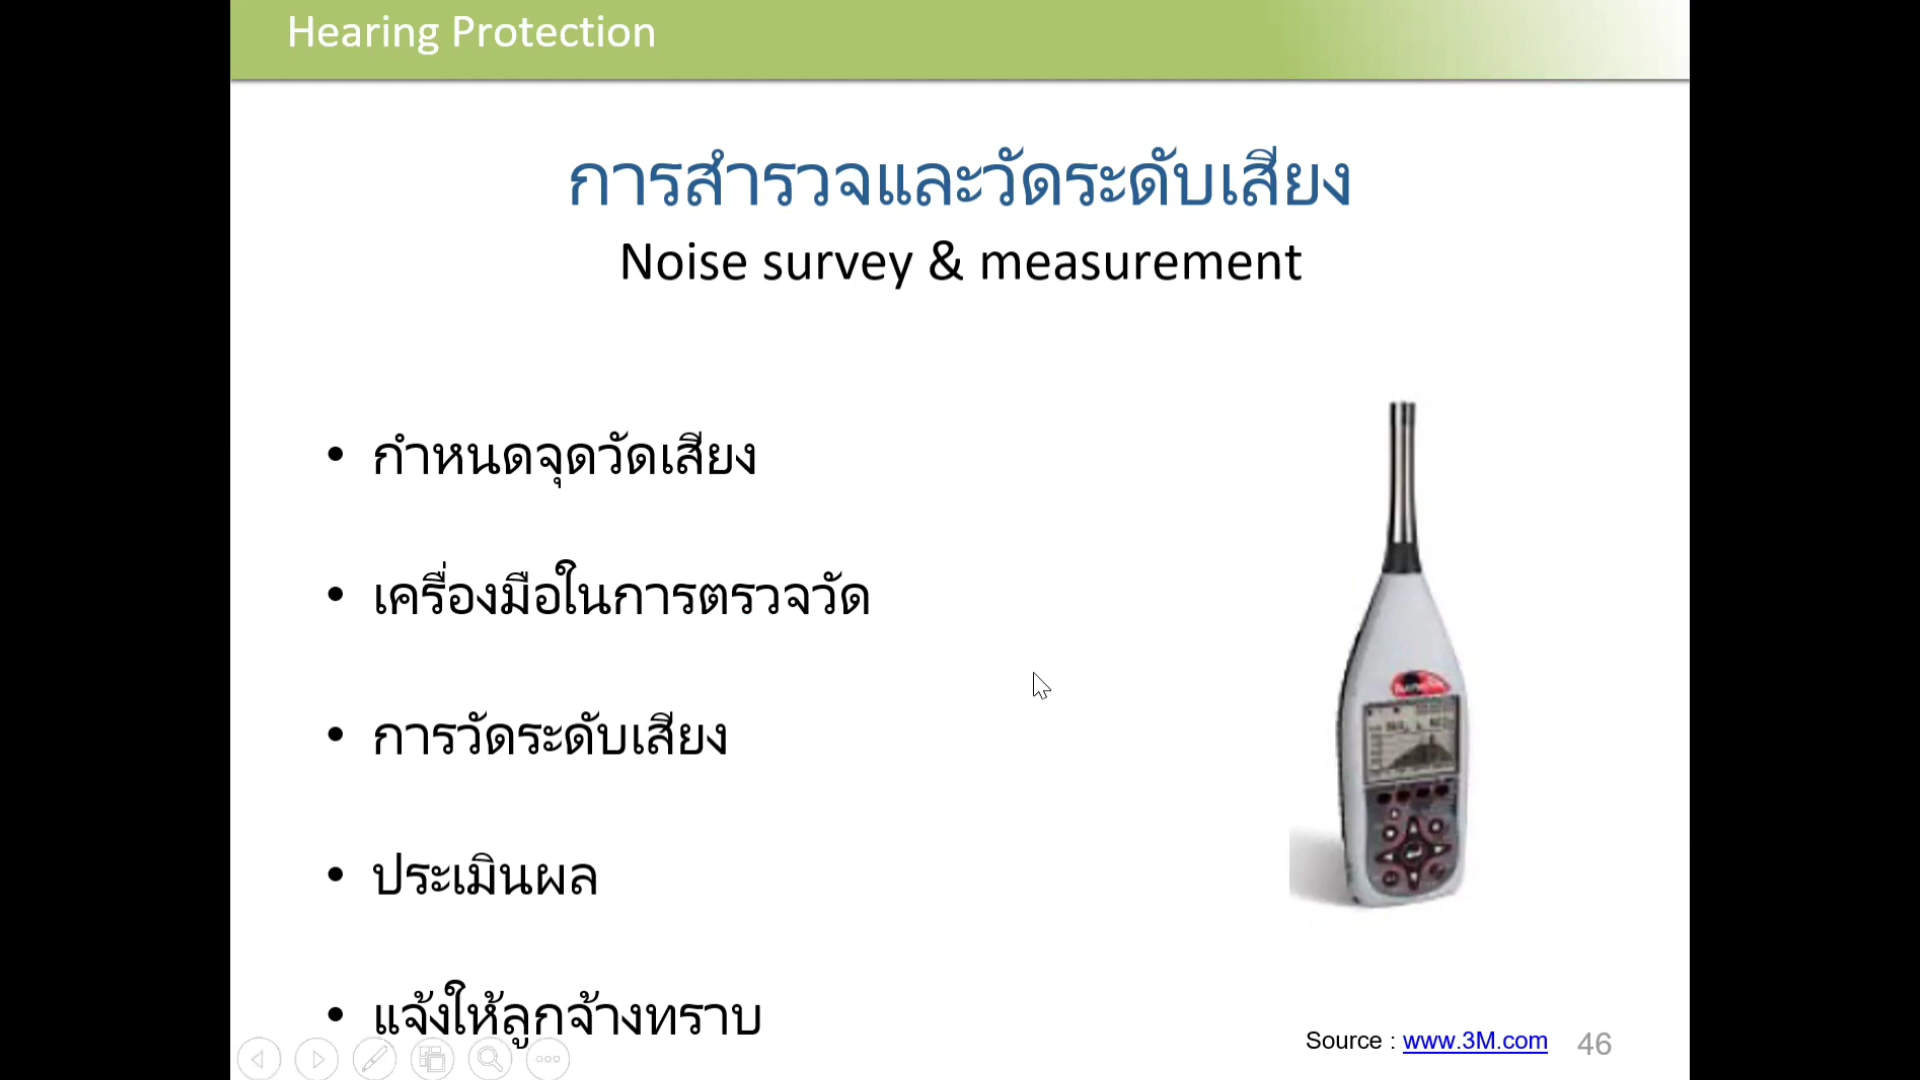 Hearing Protection
การสำรวจและวัดระดับเสียง
Noise survey & measurement
• กำหนดจุดวัดเสียง
• เครื่องมือในการตรวจวัด
• การวัดระดับเสียง
• ประเมินผล
• แจ้งให้ลูกจ้างทราบ
Source : www.3M.com
46